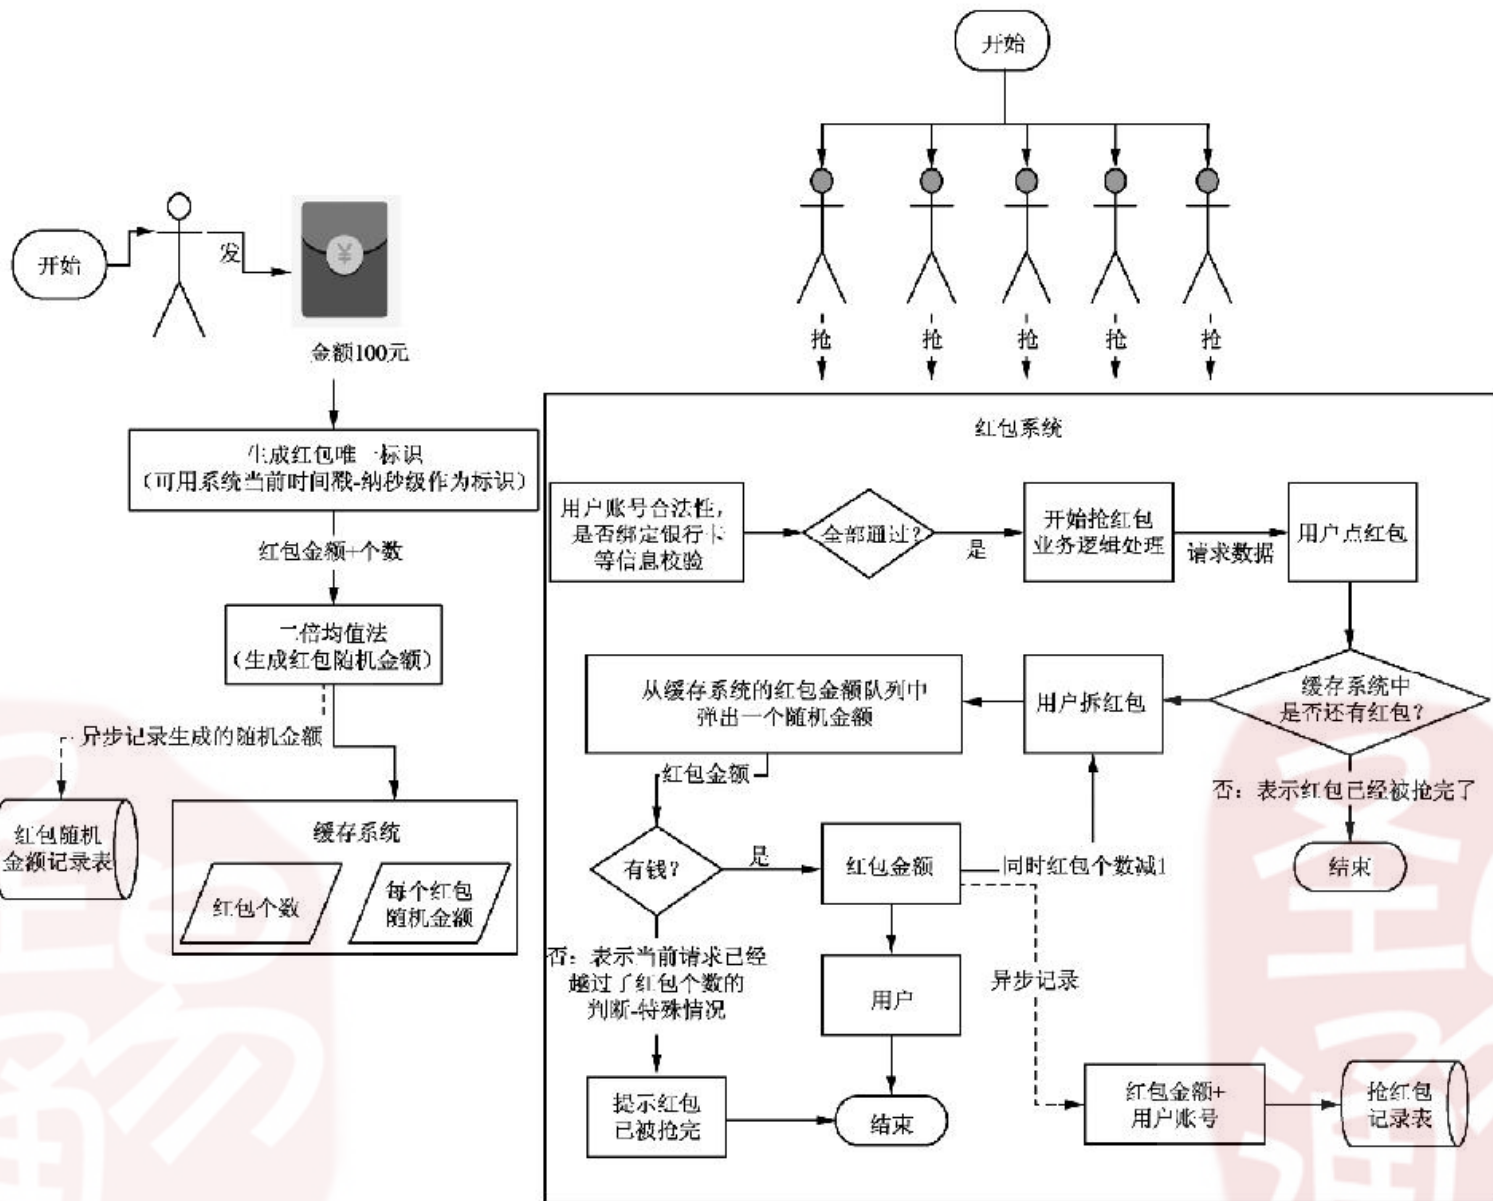 开始
抢
抢
抢
抢
抢
开始
发
¥
金额100元
生成红包唯一标识
（可用系统当前时间戳-纳秒级作为标识）
红包金额+个数
二倍均值法
（生成红包随机金额）
异步记录生成的随机金额
红包随机
金额记录表
缓存系统
红包个数
每个红包
随机金额
红包系统
用户账号合法性，
是否绑定银行卡
等信息校验
全部通过？
是
开始抢红包
业务逻辑处理
请求数据
用户点红包
缓存系统中
是否还有红包？
否：表示红包已经被抢完了
结束
用户拆红包
从缓存系统的红包金额队列中
弹出一个随机金额
红包金额
有钱？
是
红包金额
同时红包个数减1
否：表示当前请求已经
越过了红包个数的
判断-特殊情况
用户
异步记录
提示红包
已被抢完
结束
红包金额+
用户账号
抢红包
记录表